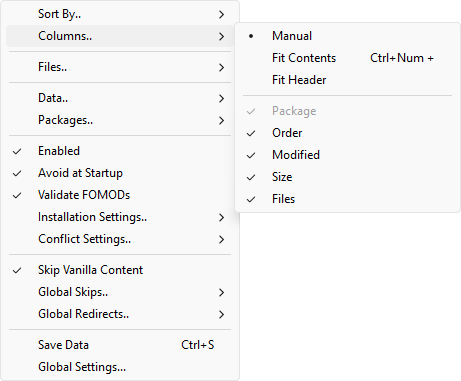 Sort By..
Columns..
Files..
Data..
Packages..
Enabled
Avoid at Startup
Validate FOMODs
Installation Settings..
Conflict Settings..
Skip Vanilla Content
Global Skips..
Global Redirects..
Save Data Ctrl+S
Global Settings...
Manual
Fit Contents Ctrl+Num +
Fit Header
Package
Order
Modified
Size
Files